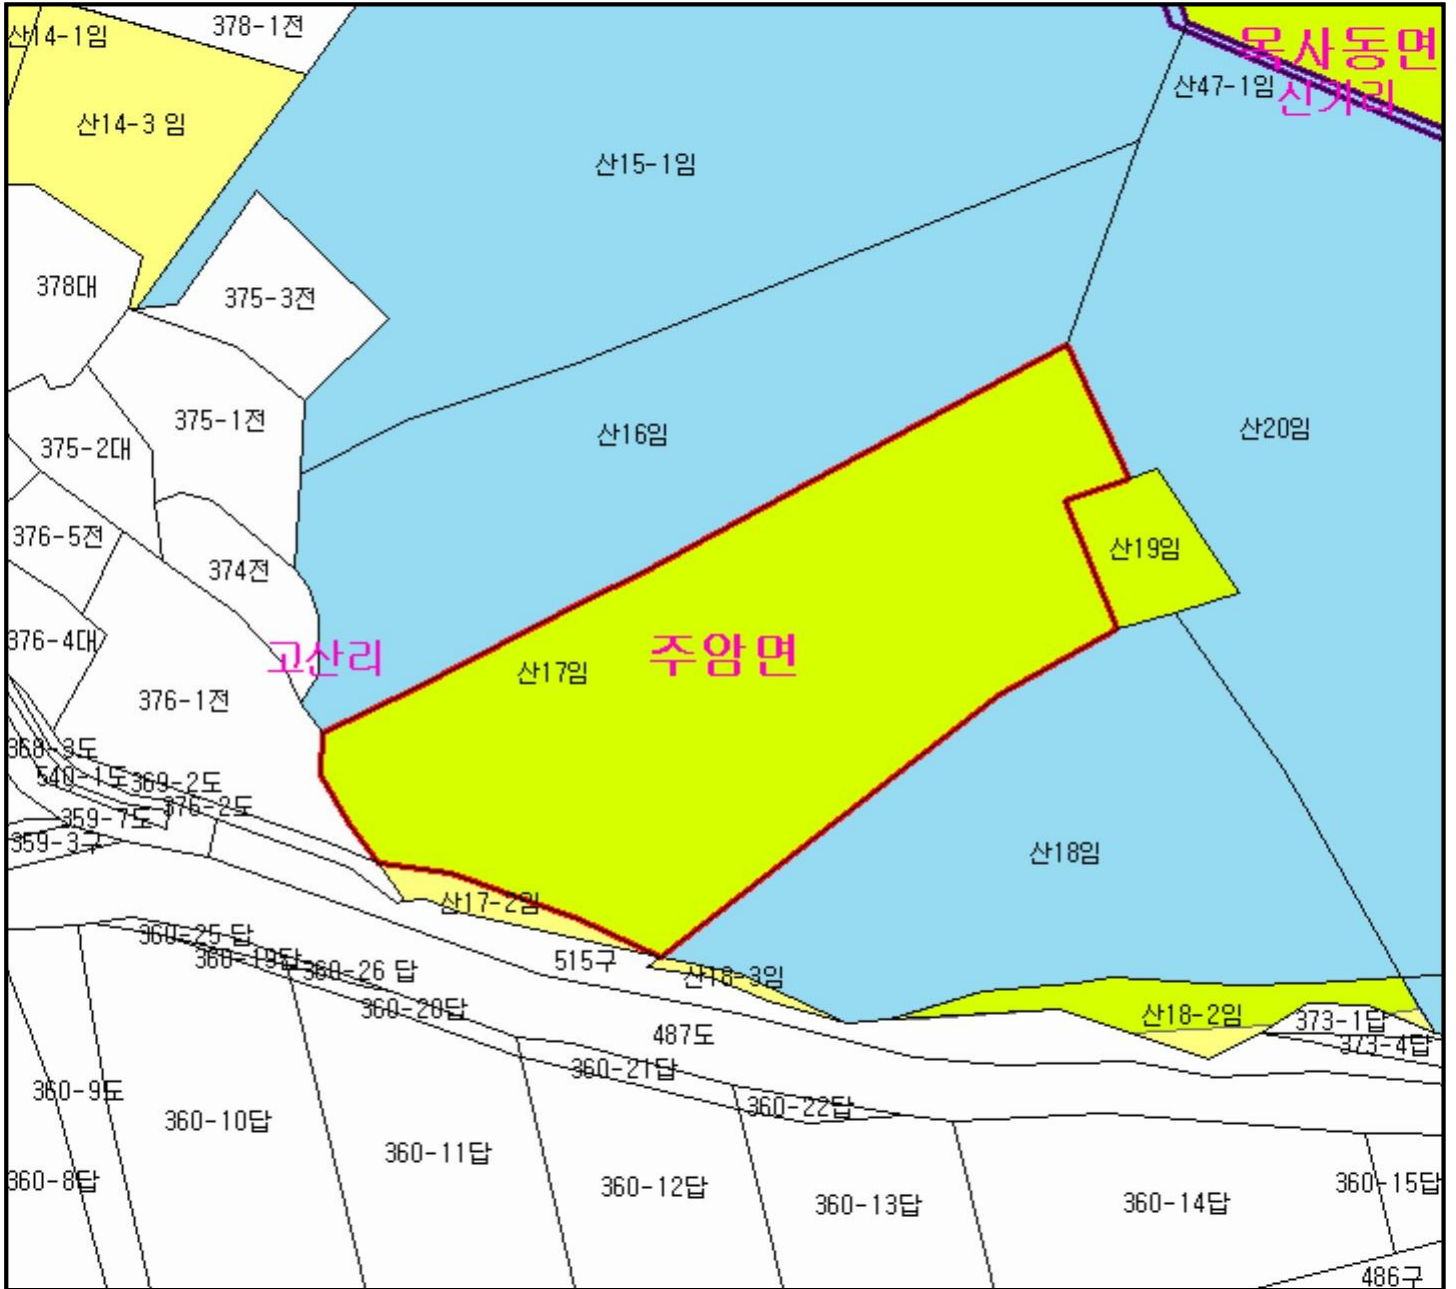 산14-1임
378-1전
목사동면
신기리
산47-1임
산14-3 임
산15-1임
378대
375-3전
375-1전
산16임
산20임
375-2대
376-5전
374전
산19임
376-4대
고산리
주암면
산17임
376-1전
368-3도
540-1도
369-2도
376-2도
359-7도
359-3구
산18임
산17-2임
360-25 답
360-19답
360-26 답
515구
산18-3임
360-20답
487도
산18-2임
373-1답
373-4답
360-21답
360-9도
360-22답
360-10답
360-11답
360-8답
360-12답
360-13답
360-14답
360-15답
486구